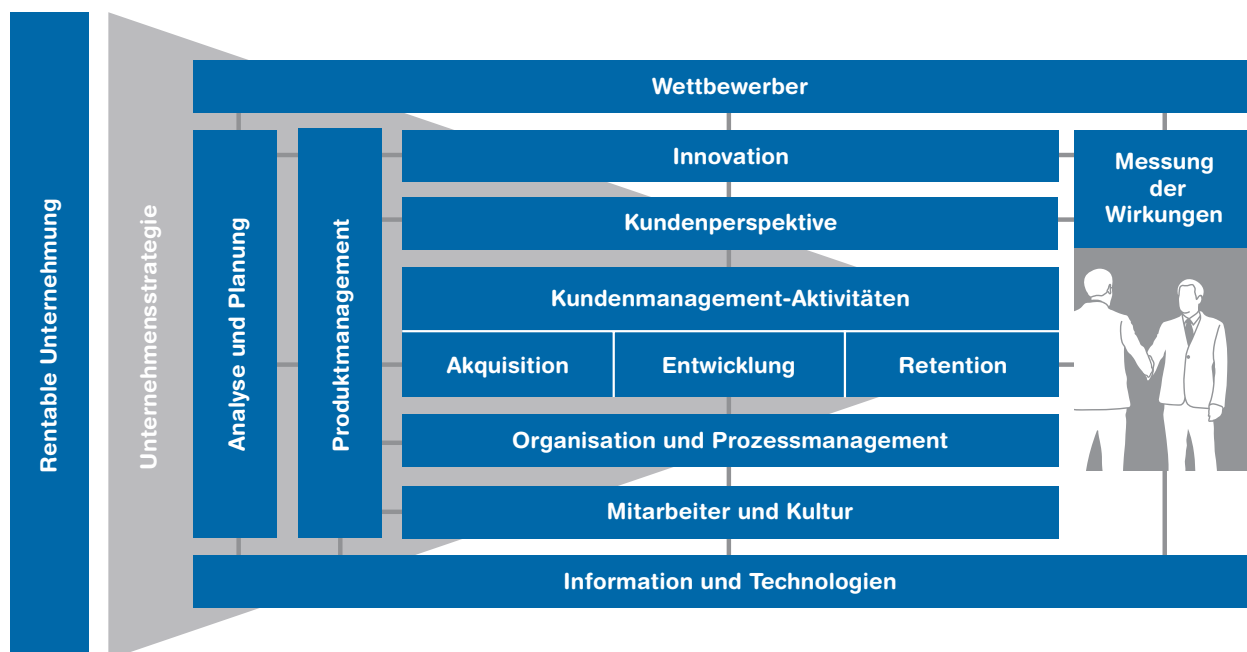 Rentable Unternehmung
Unternehmensstrategie
Wettbewerber
Analyse und Planung
Produktmanagement
Innovation
Kundenperspektive
Kundenmanagement-Aktivitäten
Akquisition
Entwicklung
Retention
Organisation und Prozessmanagement
Mitarbeiter und Kultur
Messung
der
Wirkungen
Information und Technologien